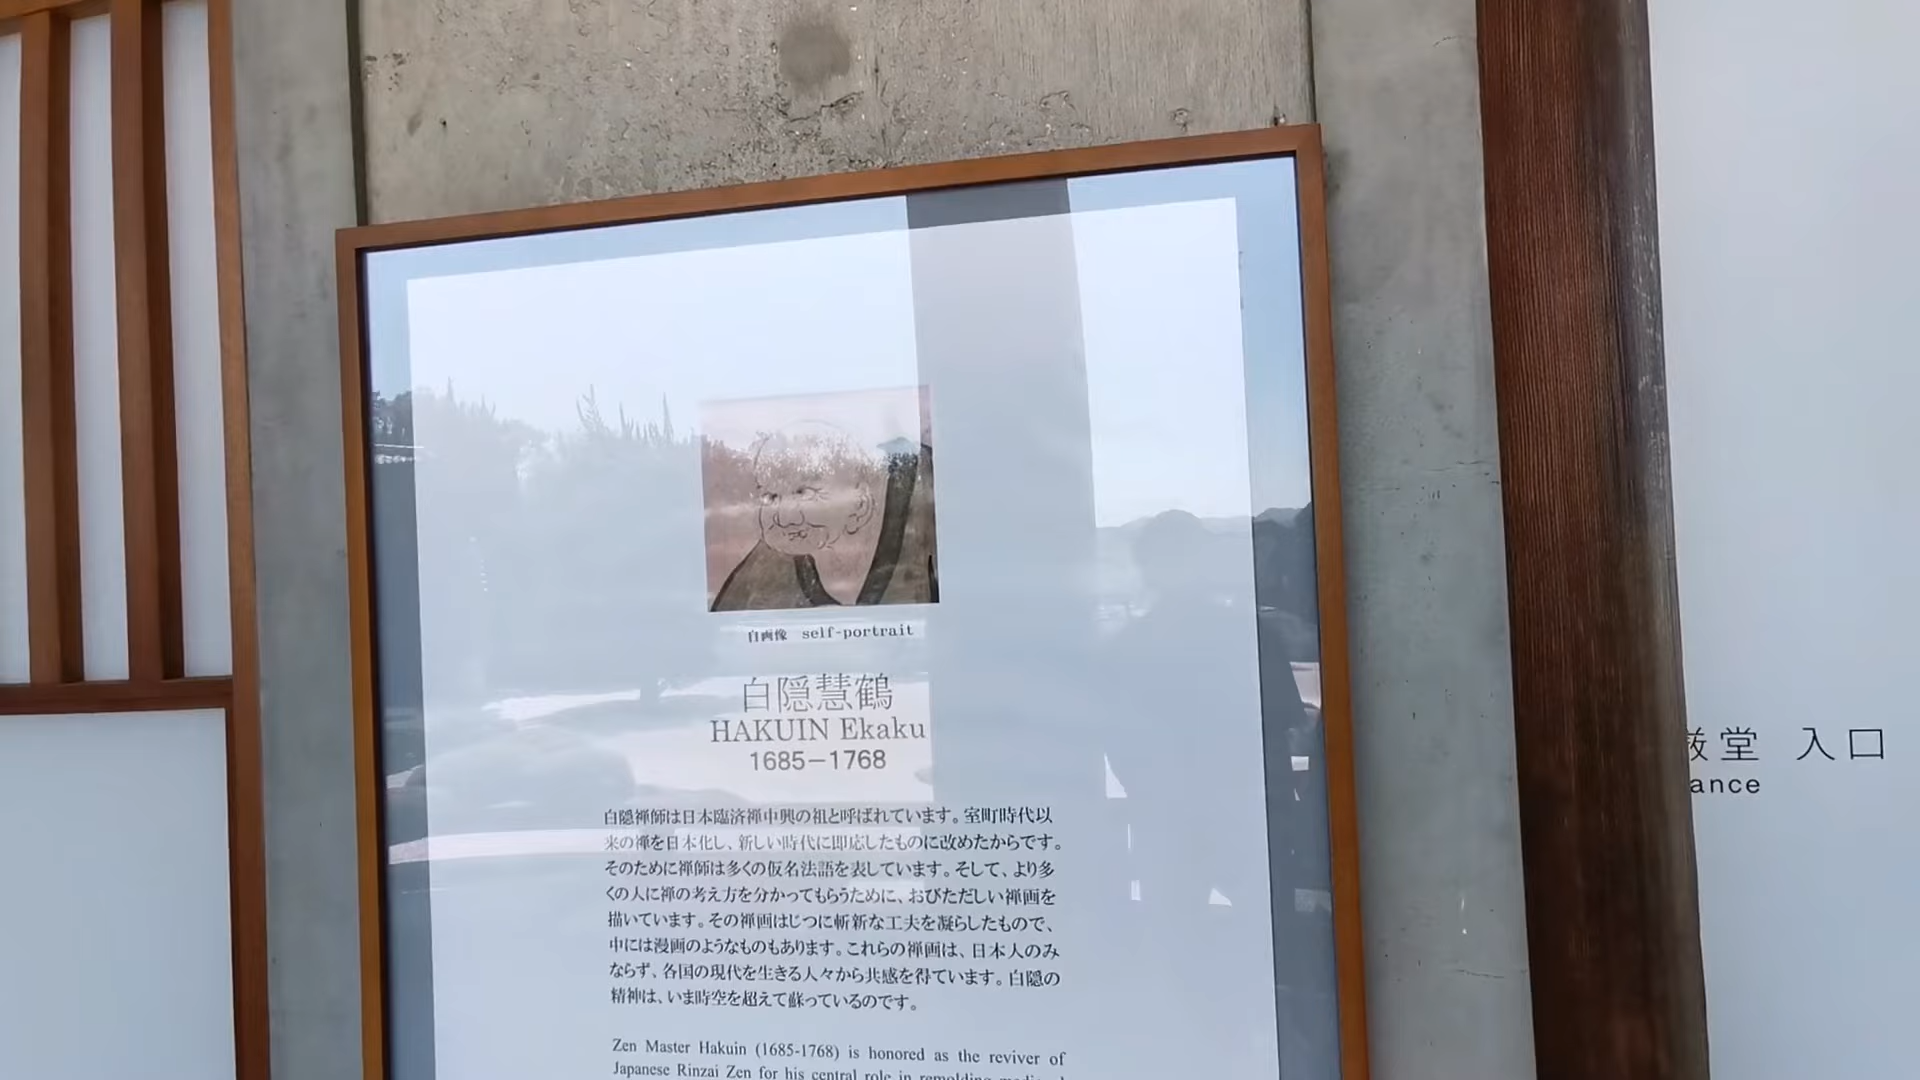 自画像 self-portrait
白隠慧鶴
HAKUIN Ekaku
1685−1768
白隠禅師は日本臨済禅中興の祖と呼ばれています。室町時代以
来の禅を日本化し、新しい時代に即応したものに改めたからです。
そのために禅師は多くの仮名法語を表しています。そして、より多
くの人に禅の考え方を分かってもらうために、おびただしい禅画を
描いています。その禅画はじつに斬新な工夫を凝らしたもので、
中には漫画のようなものもあります。これらの禅画は、日本人のみ
ならず、各国の現代を生きる人々から共感を得ています。白隠の
精神は、いま時空を超えて蘇っているのです。
Zen Master Hakuin (1685-1768) is honored as the reviver of
Japanese Rinzai Zen for his central role in remolding
堂 入口
ance